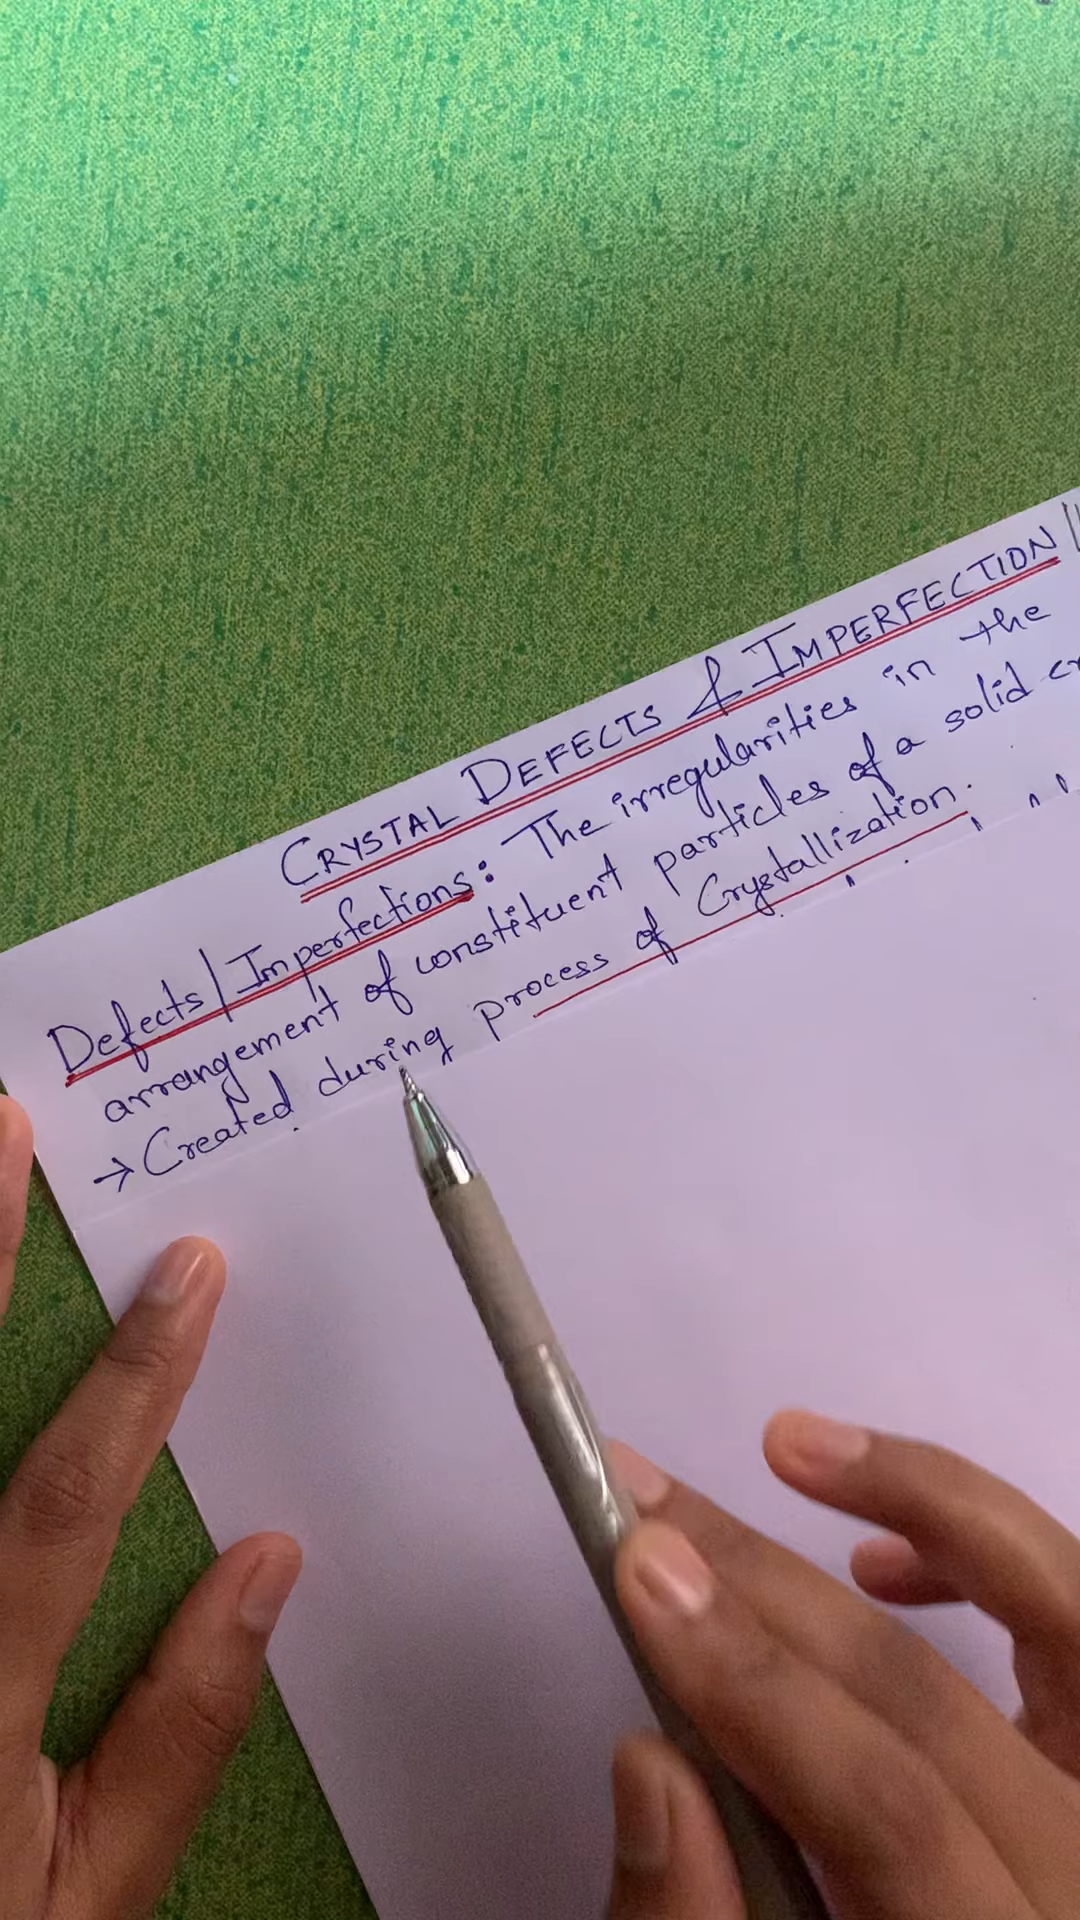 CRYSTAL DEFECTS & IMPERFECTION
Defects/Imperfections: The irregularities in the
arrangement of constituent particles of a solid cr
→ Created during process of Crystallization.